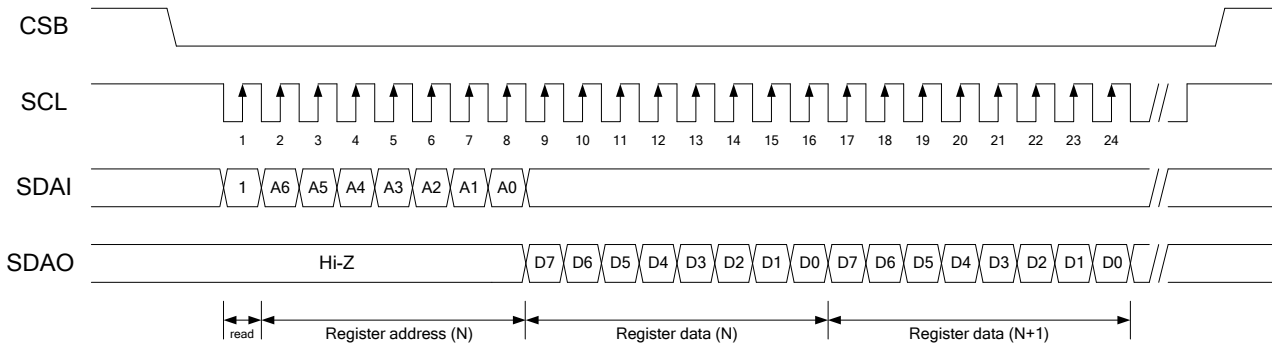 CSB
SCL
1 2 3 4 5 6 7 8 9 10 11 12 13 14 15 16 17 18 19 20 21 22 23 24
SDAI 1 A6 A5 A4 A3 A2 A1 A0
SDAO Hi-Z D7 D6 D5 D4 D3 D2 D1 D0 D7 D6 D5 D4 D3 D2 D1 D0
read Register address (N) Register data (N) Register data (N+1)